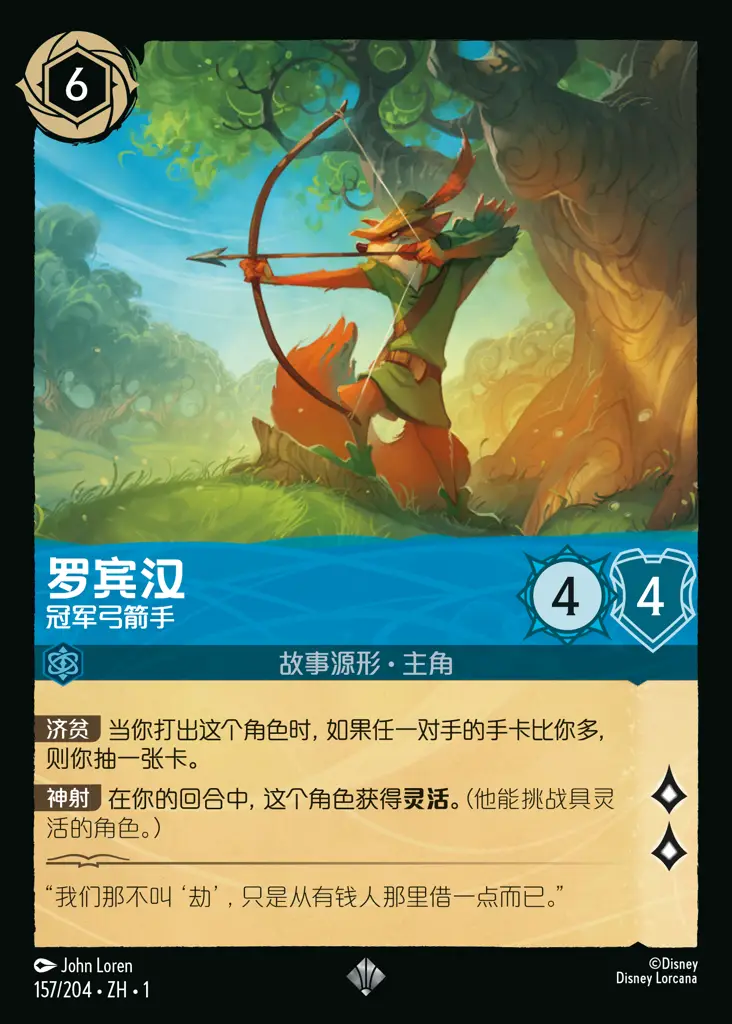 6
罗宾汉
冠军弓箭手
4
4
故事源形 • 主角
济贫 当你打出这个角色时, 如果任一对手的手卡比你多,
则你抽一张卡。
神射 在你的回合中, 这个角色获得灵活。(他能挑战具灵
活的角色。)
“我们那不叫 ‘劫’ , 只是从有钱人那里借一点而已。”
John Loren
©Disney
157/204 • ZH • 1
Disney Lorcana